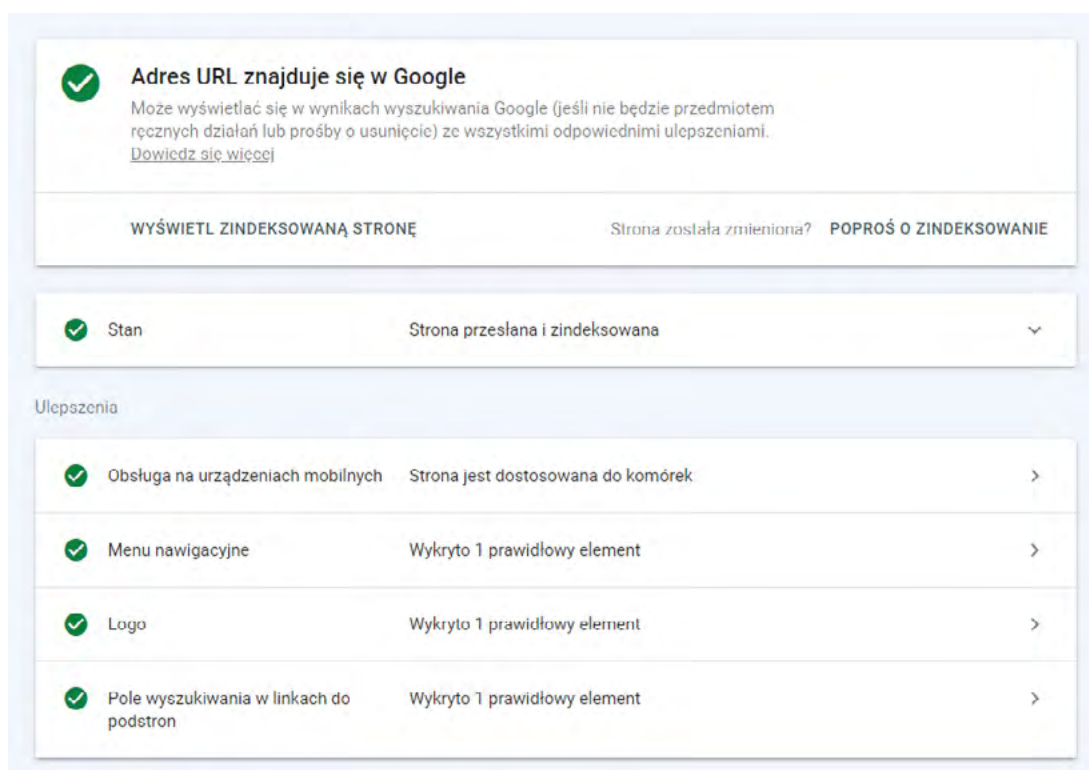 Adres URL znajduje się w Google
Może wyświetlać się w wynikach wyszukiwania Google (jeśli nie będzie przedmiotem
ręcznych działań lub prośby o usunięcie) ze wszystkimi odpowiednimi ulepszeniami.
Dowiedz się więcej
WYŚWIETL ZINDEKSOWANĄ STRONĘ
Strona została zmieniona? POPROŚ O ZINDEKSOWANIE
Stan Strona przesłana i zindeksowana
Ulepszenia
Obsługa na urządzeniach mobilnych Strona jest dostosowana do komórek
Menu nawigacyjne Wykryto 1 prawidłowy element
Logo Wykryto 1 prawidłowy element
Pole wyszukiwania w linkach do Wykryto 1 prawidłowy element
podstron